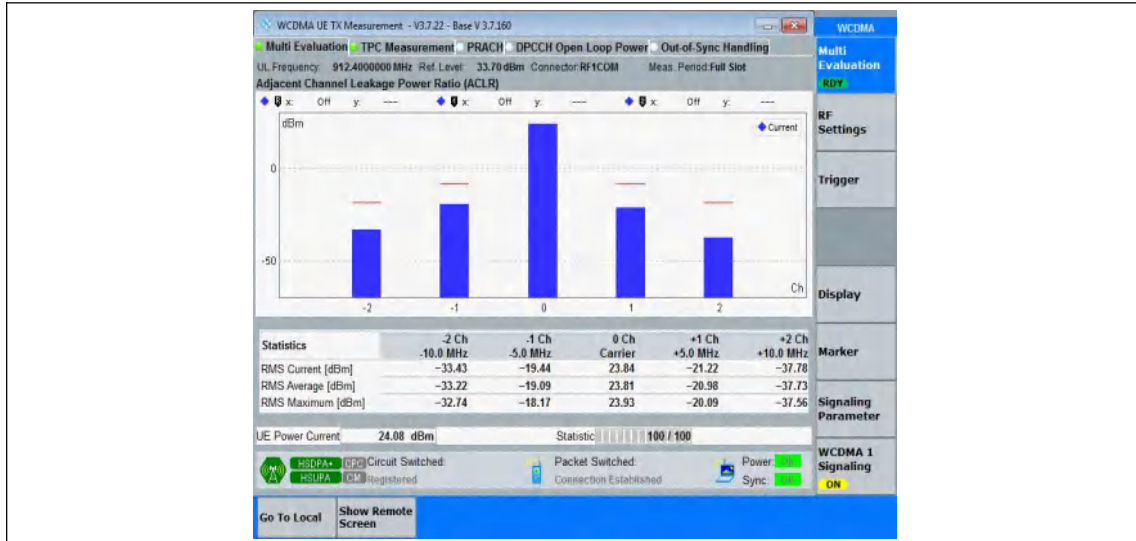 WCDMA UE TX Measurement - V3.7.22 - Base V 3.7.160
WCDMA
Multi Evaluation TPC Measurement PRACH DPCCH Open Loop Power Out-of-Sync Handling
Multi
Evaluation
RDY
UL Frequency: 912.4000000 MHz Ref. Level: 33.70 dBm Connector: RF1COM Meas. Period: Full Slot
Adjacent Channel Leakage Power Ratio (ACLR)
x: Off y: --- x: Off y: --- x: Off y: ---
dBm
Current
0
-50
Ch
-2 -1 0 1 2
RF
Settings
Trigger
Display
Marker
Signaling
Parameter
WCDMA 1
Signaling
ON
Statistics -2 Ch -1 Ch 0 Ch +1 Ch +2 Ch
-10.0 MHz -5.0 MHz Carrier +5.0 MHz +10.0 MHz
RMS Current [dBm] -33.43 -19.44 23.84 -21.22 -37.78
RMS Average [dBm] -33.22 -19.09 23.81 -20.98 -37.73
RMS Maximum [dBm] -32.74 -18.17 23.93 -20.09 -37.56
UE Power Current 24.08 dBm Statistic 100 / 100
HSDPA+ CPC Circuit Switched: Packet Switched: Power:
HSUPA CM Registered Connection Established Sync:
Go To Local
Show Remote
Screen